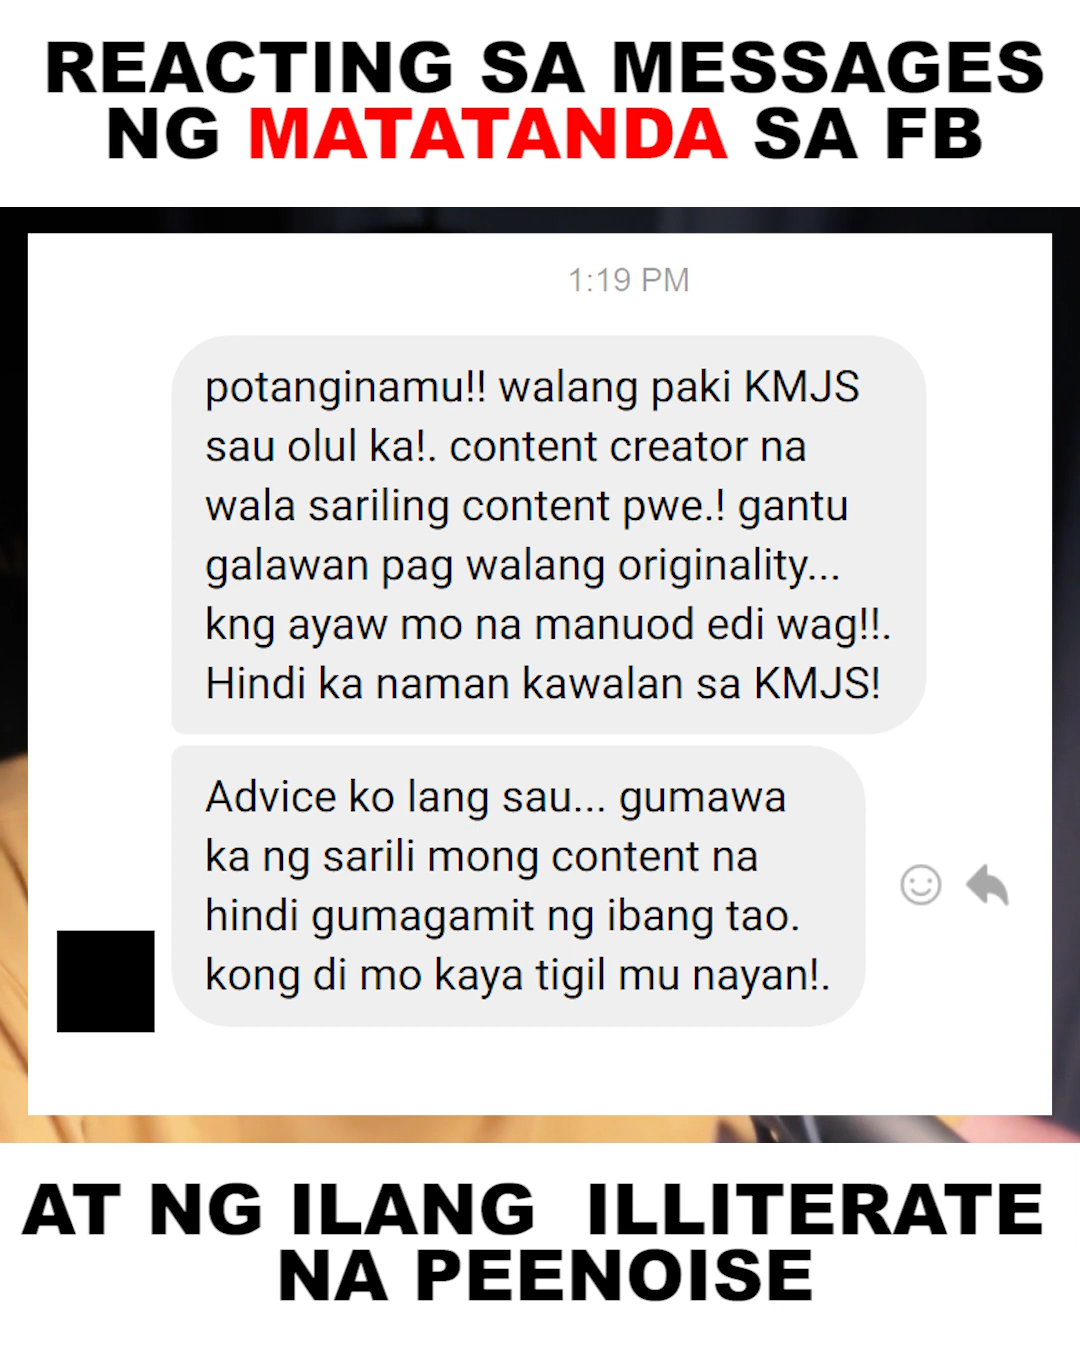 REACTING SA MESSAGES
NG MATATANDA SA FB
1:19 PM
potanginamu!! walang paki KMJS
sau olul ka!. content creator na
wala sariling content pwe.! gantu
galawan pag walang originality...
kng ayaw mo na manuod edi wag!!.
Hindi ka naman kawalan sa KMJS!
Advice ko lang sau... gumawa
ka ng sarili mong content na
hindi gumagamit ng ibang tao.
kong di mo kaya tigil mu nayan!.
AT NG ILANG ILLITERATE
NA PEENOISE